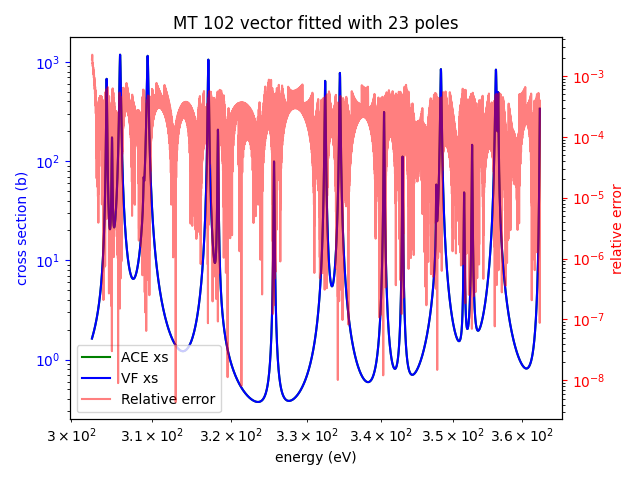 MT 102 vector fitted with 23 poles
cross section (b)
10³
10²
10¹
10⁰
ACE xs
VF xs
Relative error
3 × 10²
3.1 × 10²
3.2 × 10²
3.3 × 10²
3.4 × 10²
3.5 × 10²
3.6 × 10²
energy (eV)
10⁻³
10⁻⁴
10⁻⁵
10⁻⁶
10⁻⁷
10⁻⁸
relative error